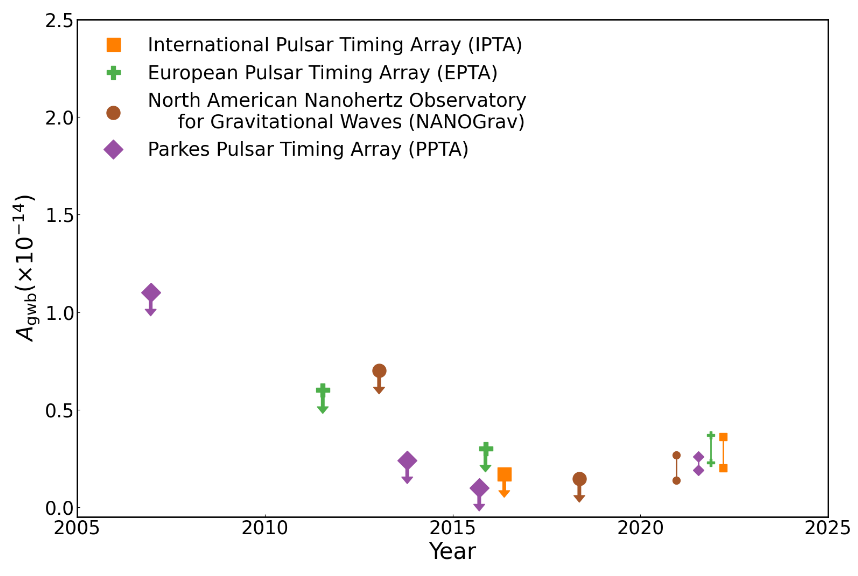 2.5
2.0
1.5
1.0
0.5
0.0
A_gwb(×10⁻¹⁴)
International Pulsar Timing Array (IPTA)
European Pulsar Timing Array (EPTA)
North American Nanohertz Observatory
for Gravitational Waves (NANOGrav)
Parkes Pulsar Timing Array (PPTA)
2005 2010 2015 2020 2025
Year